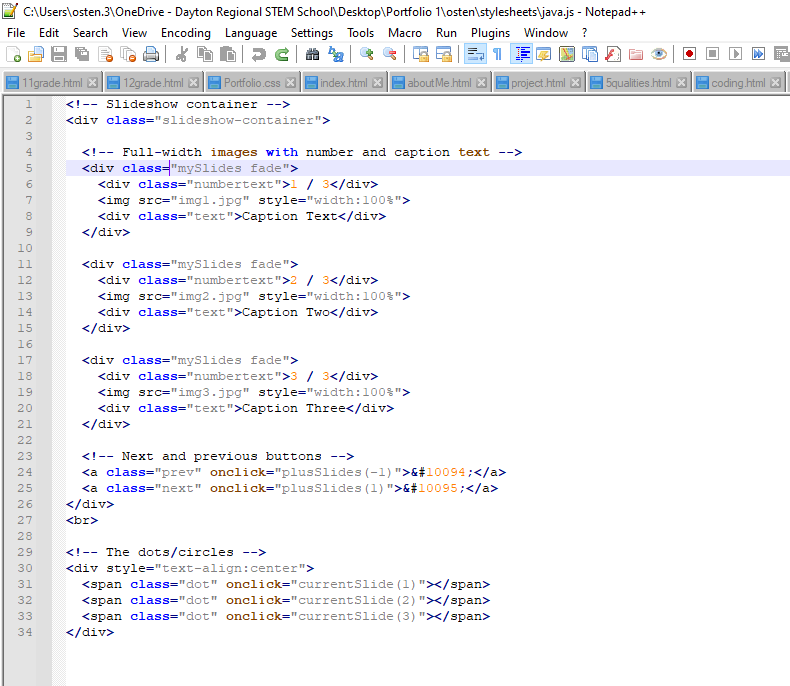 C:\Users\osten.3\OneDrive - Dayton Regional STEM School\Desktop\Portfolio 1\osten\stylesheets\java.js - Notepad++
File Edit Search View Encoding Language Settings Tools Macro Run Plugins Window ?
11grade.html 12grade.html Portfolio.css index.html aboutMe.html project.html 5qualities.html coding.html
1 <!-- Slideshow container -->
2 <div class="slideshow-container">
3
4 <!-- Full-width images with number and caption text -->
5 <div class="mySlides fade">
6 <div class="numbertext">1 / 3</div>
7 <img src="img1.jpg" style="width:100%">
8 <div class="text">Caption Text</div>
9 </div>
10
11 <div class="mySlides fade">
12 <div class="numbertext">2 / 3</div>
13 <img src="img2.jpg" style="width:100%">
14 <div class="text">Caption Two</div>
15 </div>
16
17 <div class="mySlides fade">
18 <div class="numbertext">3 / 3</div>
19 <img src="img3.jpg" style="width:100%">
20 <div class="text">Caption Three</div>
21 </div>
22
23 <!-- Next and previous buttons -->
24 <a class="prev" onclick="plusSlides(-1)">&#10094;</a>
25 <a class="next" onclick="plusSlides(1)">&#10095;</a>
26 </div>
27 <br>
28
29 <!-- The dots/circles -->
30 <div style="text-align:center">
31 <span class="dot" onclick="currentSlide(1)"></span>
32 <span class="dot" onclick="currentSlide(2)"></span>
33 <span class="dot" onclick="currentSlide(3)"></span>
34 </div>